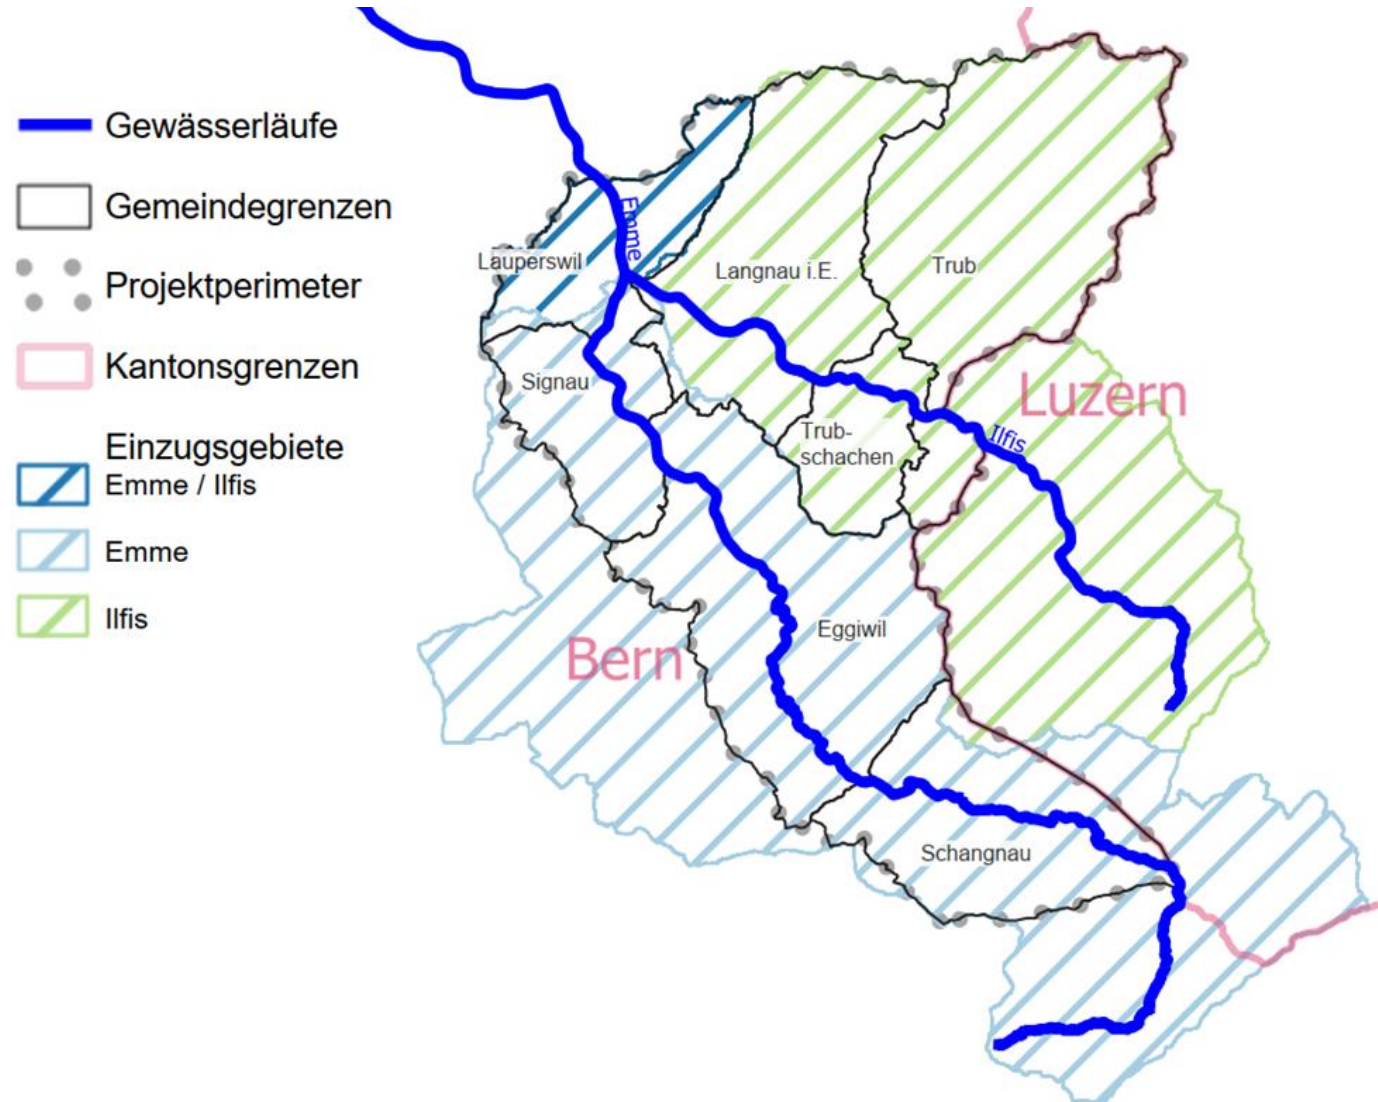 Gewässerläufe
Gemeindegrenzen
Projektperimeter
Kantonsgrenzen
Einzugsgebiete
Emme / Ilfis
Emme
Ilfis
Emme
Lauperswil
Langnau i.E.
Trub
Signau
Luzern
Trub-
schachen
Ilfis
Eggiwil
Bern
Schangnau